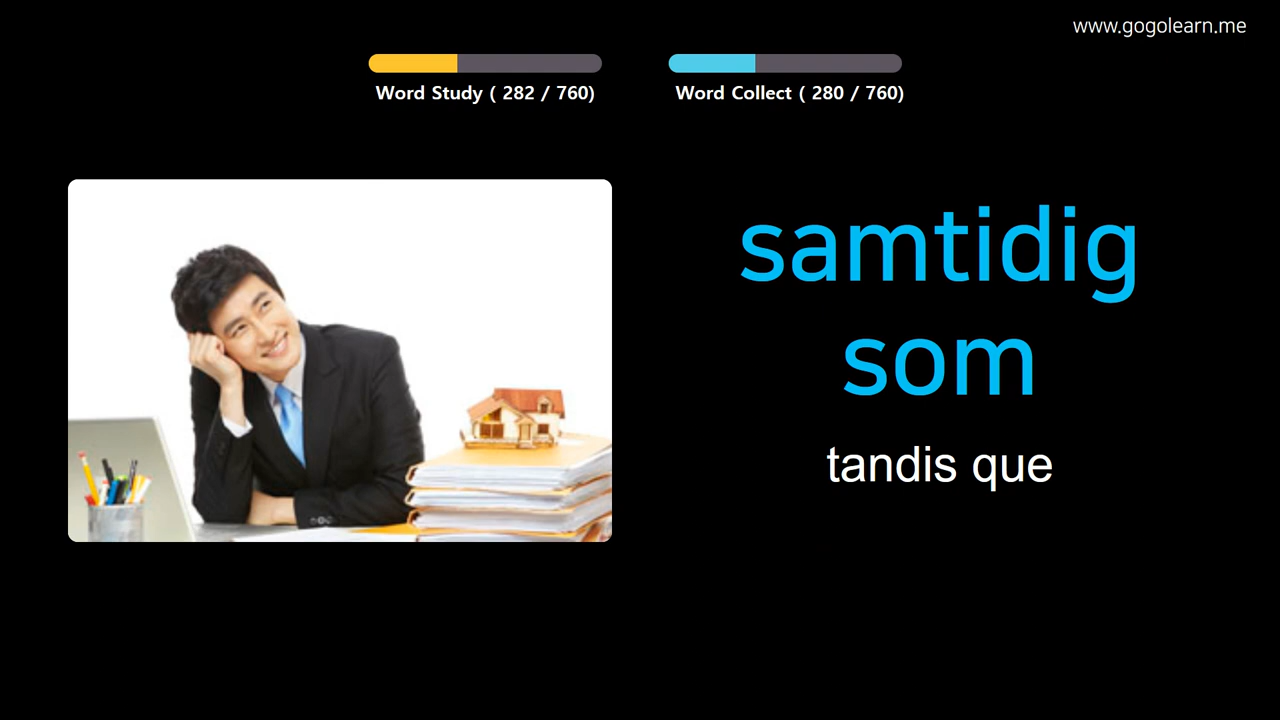 www.gogolearn.me
Word Study ( 282 / 760)
Word Collect ( 280 / 760)
samtidig
som
tandis que